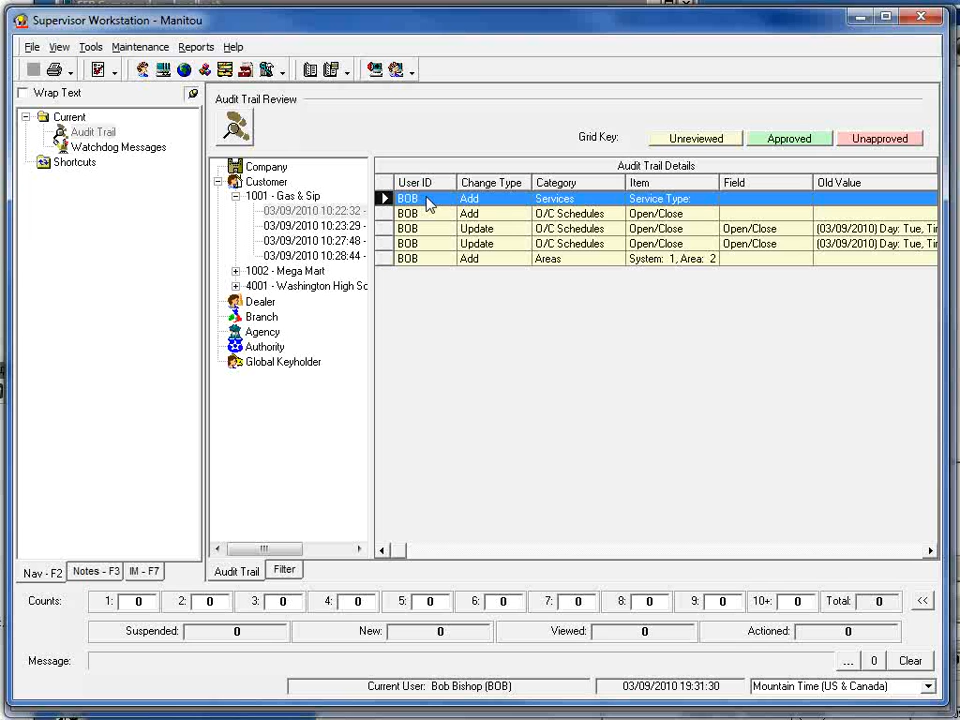 Supervisor Workstation - Manitou
File View Tools Maintenance Reports Help
Wrap Text
Current
Audit Trail
Watchdog Messages
Shortcuts
Audit Trail Review
Grid Key: Unreviewed Approved Unapproved
Company
Customer
1001 - Gas & Sip
03/09/2010 10:22:32 -
03/09/2010 10:23:29 -
03/09/2010 10:27:48 -
03/09/2010 10:28:44 -
1002 - Mega Mart
4001 - Washington High Sc
Dealer
Branch
Agency
Authority
Global Keyholder
Audit Trail Details
User ID Change Type Category Item Field Old Value
BOB Add Services Service Type:
BOB Add O/C Schedules Open/Close
BOB Update O/C Schedules Open/Close Open/Close (03/09/2010) Day: Tue, Tir
BOB Update O/C Schedules Open/Close Open/Close (03/09/2010) Day: Tue, Tir
BOB Add Areas System: 1, Area: 2
Nav - F2 Notes - F3 IM - F7
Audit Trail Filter
Counts: 1: 0 2: 0 3: 0 4: 0 5: 0 6: 0 7: 0 8: 0 9: 0 10+: 0 Total: 0 <<
Suspended: 0 New: 0 Viewed: 0 Actioned: 0
Message: ... 0 Clear
Current User: Bob Bishop (BOB) 03/09/2010 19:31:30 Mountain Time (US & Canada)